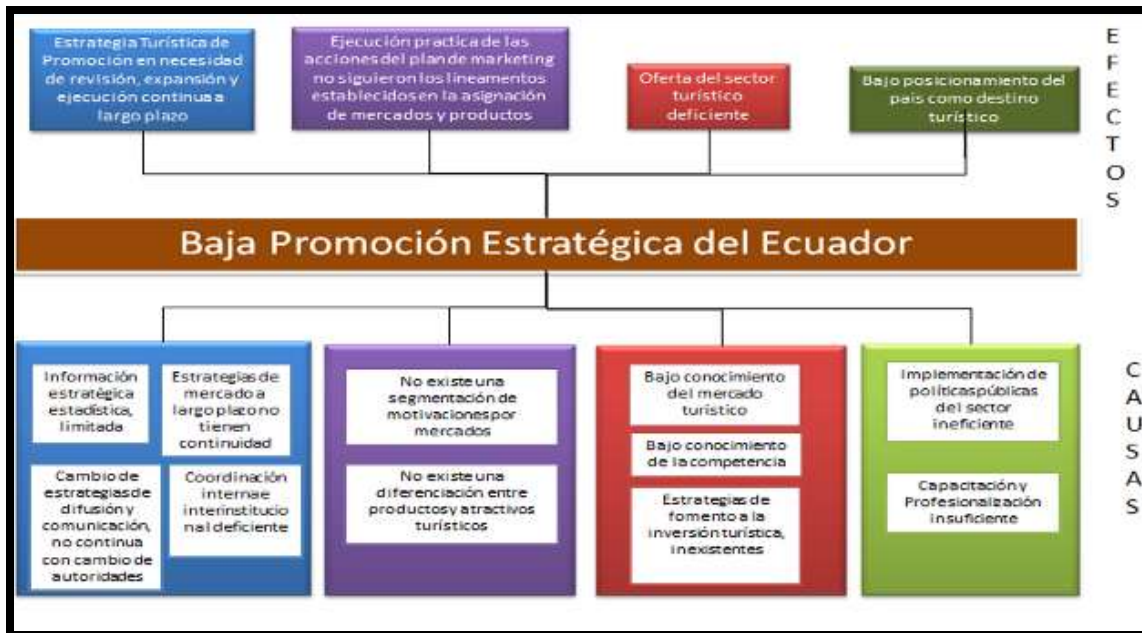 Estrategia Turística de
Promoción en necesidad
de revisión, expansión y
ejecución continua a
largo plazo
Ejecución practica de las
acciones del plan de marketing
no siguieron los lineamentos
establecidos en la asignación
de mercados y productos
Oferta del sector
turístico
deficiente
Bajo posicionamiento del
país como destino
turístico
E
F
E
C
T
O
S
Baja Promoción Estratégica del Ecuador
Información
estratégica
estadística,
limitada
Estrategias de
mercado a
largo plazo no
tienen
continuidad
Cambio de
estrategias de
difusión y
comunicación,
no continua
con cambio de
autoridades
Coordinación
interna e
interinstitucio
nal deficiente
No existe una
segmentación de
motivaciones por
mercados
No existe una
diferenciación entre
productos y atractivos
turísticos
Bajo conocimiento
del mercado
turístico
Bajo conocimiento
de la competencia
Estrategias de
fomento a la
inversión turística,
inexistentes
Implementación de
políticas públicas
del sector
ineficiente
Capacitación y
Profesionalización
insuficiente
C
A
U
S
A
S